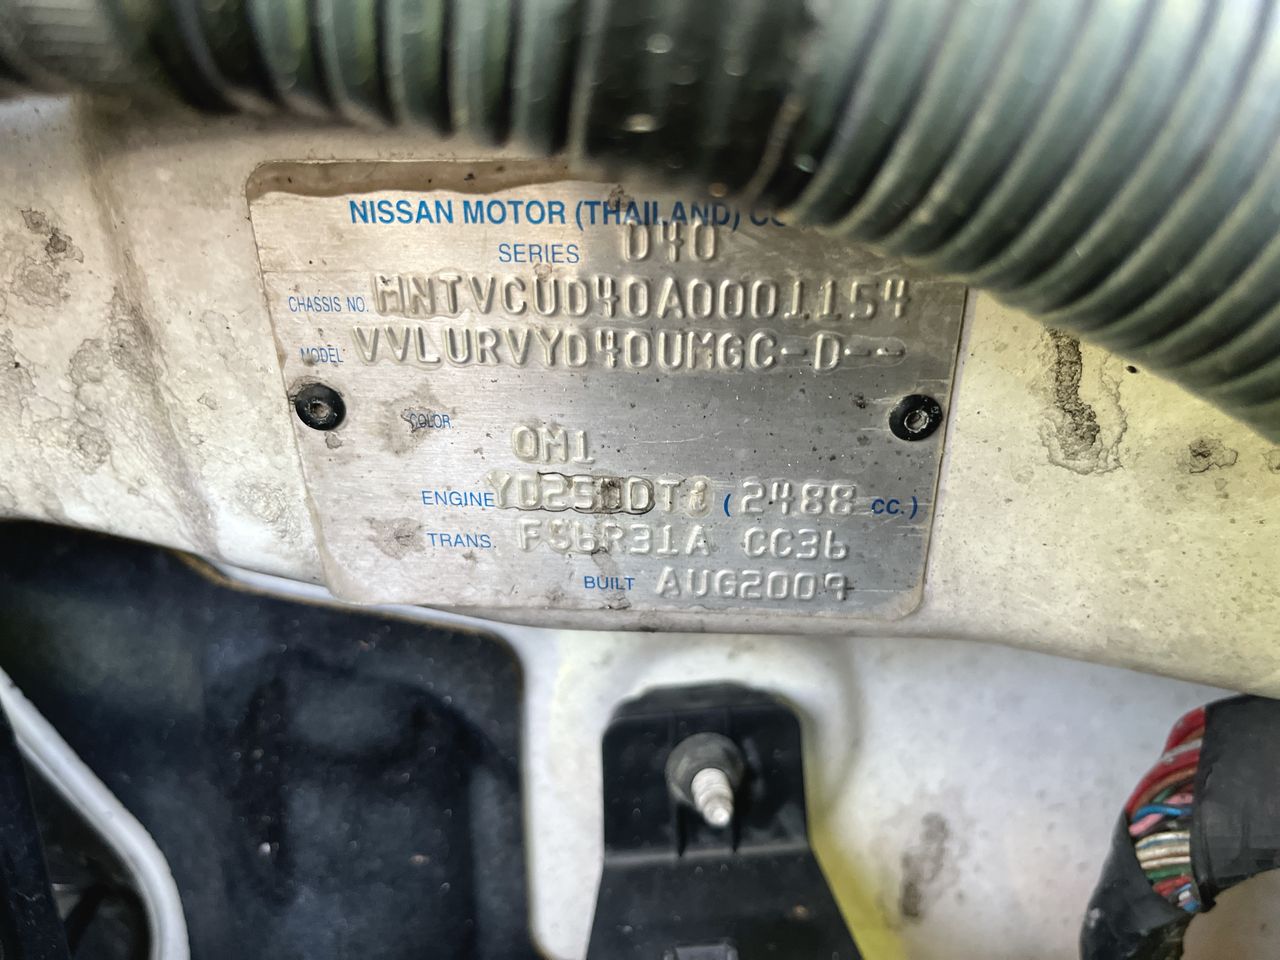 NISSAN MOTOR (THAILAND)
SERIES D40
CHASSIS NO. MNTVCUD40A0001154
MODEL VVLURVYD40UMGC-D--
COLOR.
QM1
ENGINE (2488 cc.)
TRANS. FS6R31A CC36
BUILT AUG2009